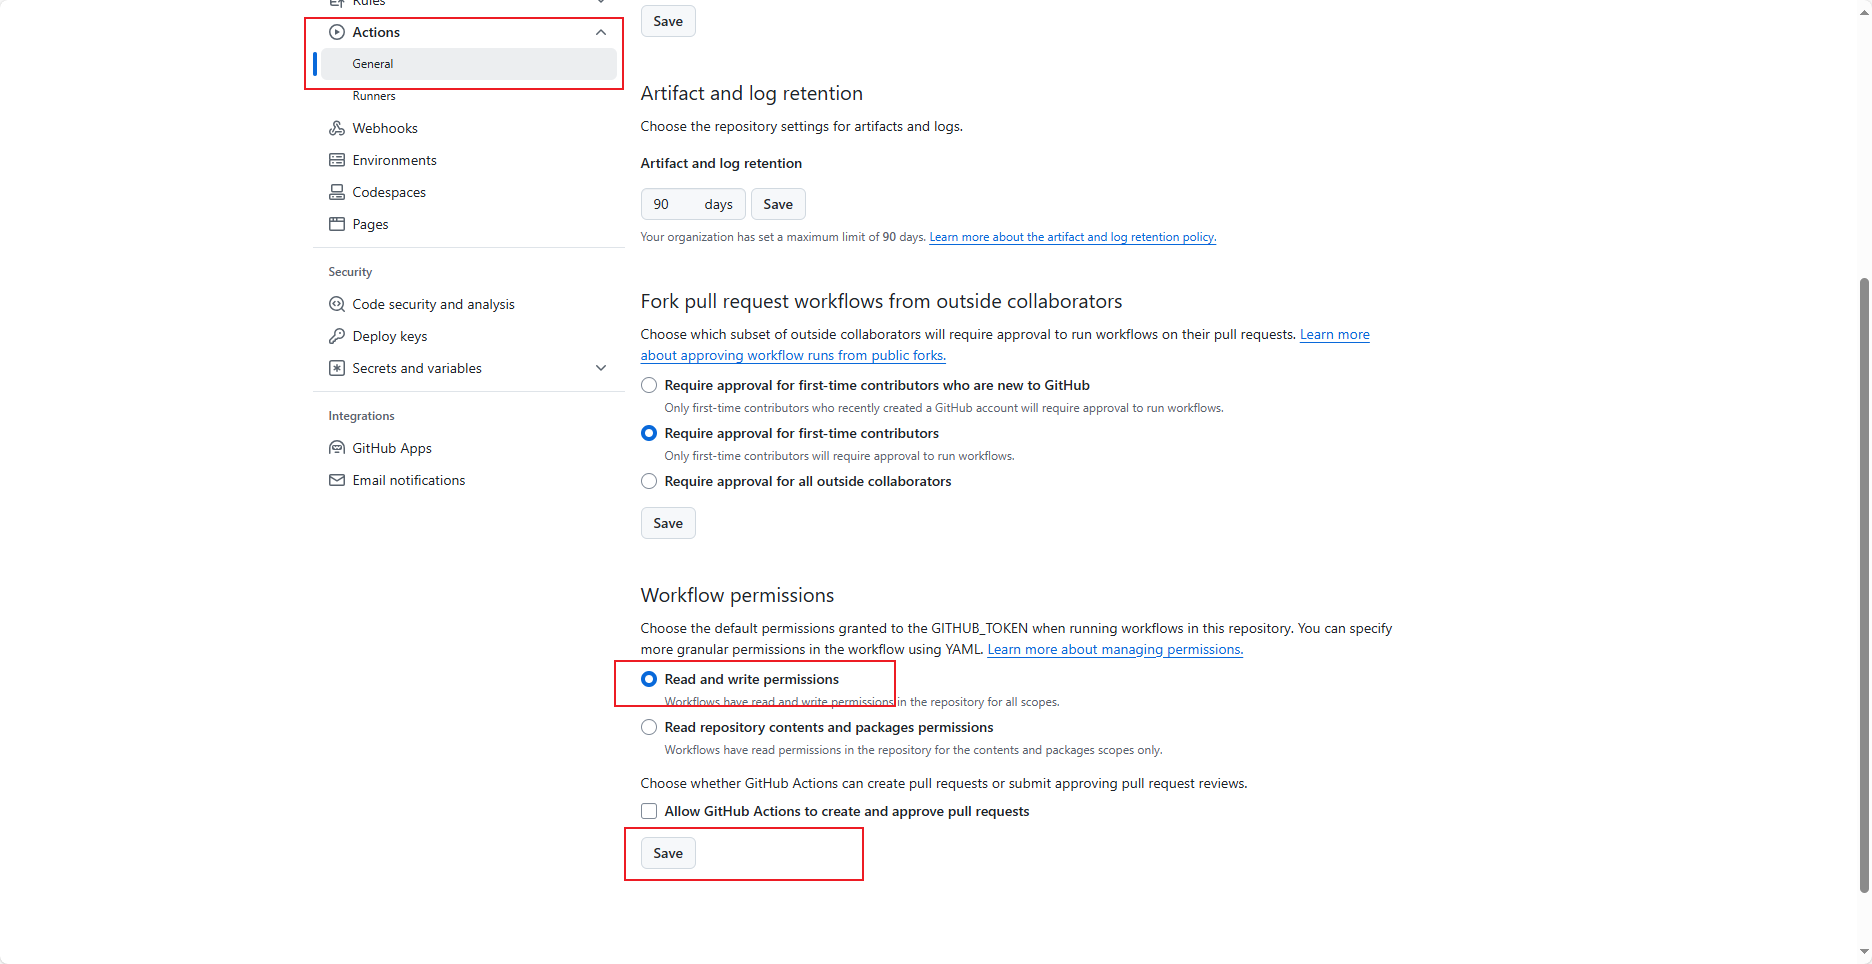 Rules
Actions
General
Runners
Webhooks
Environments
Codespaces
Pages
Security
Code security and analysis
Deploy keys
Secrets and variables
Integrations
GitHub Apps
Email notifications
Save
Artifact and log retention
Choose the repository settings for artifacts and logs.
Artifact and log retention
90 days Save
Your organization has set a maximum limit of 90 days. Learn more about the artifact and log retention policy.
Fork pull request workflows from outside collaborators
Choose which subset of outside collaborators will require approval to run workflows on their pull requests. Learn more
about approving workflow runs from public forks.
Require approval for first-time contributors who are new to GitHub
Only first-time contributors who recently created a GitHub account will require approval to run workflows.
Require approval for first-time contributors
Only first-time contributors will require approval to run workflows.
Require approval for all outside collaborators
Save
Workflow permissions
Choose the default permissions granted to the GITHUB_TOKEN when running workflows in this repository. You can specify
more granular permissions in the workflow using YAML. Learn more about managing permissions.
Read and write permissions
Workflows have read and write permissions in the repository for all scopes.
Read repository contents and packages permissions
Workflows have read permissions in the repository for the contents and packages scopes only.
Choose whether GitHub Actions can create pull requests or submit approving pull request reviews.
Allow GitHub Actions to create and approve pull requests
Save